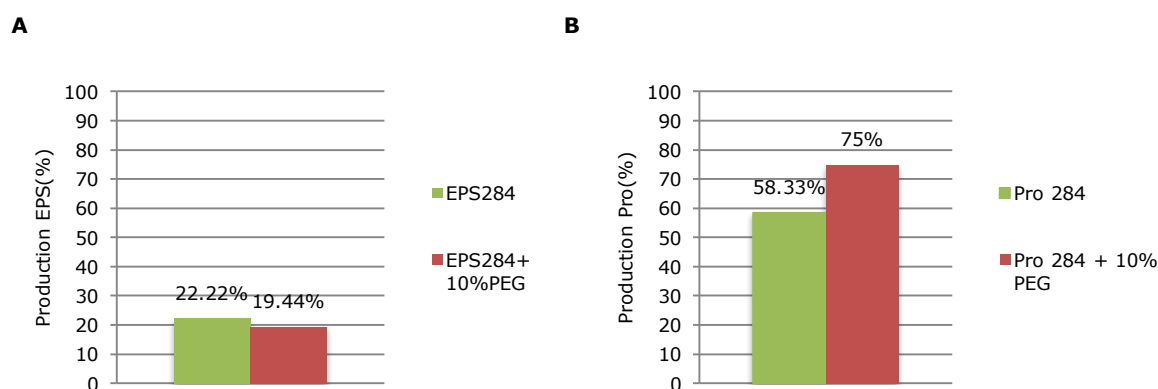 A
B
Production EPS(%)
100
90
80
70
60
50
40
30
20
10
0
22.22%
19.44%
EPS284
EPS284+
10%PEG
Production Pro(%)
100
90
80
70
60
50
40
30
20
10
0
58.33%
75%
Pro 284
Pro 284 + 10%
PEG